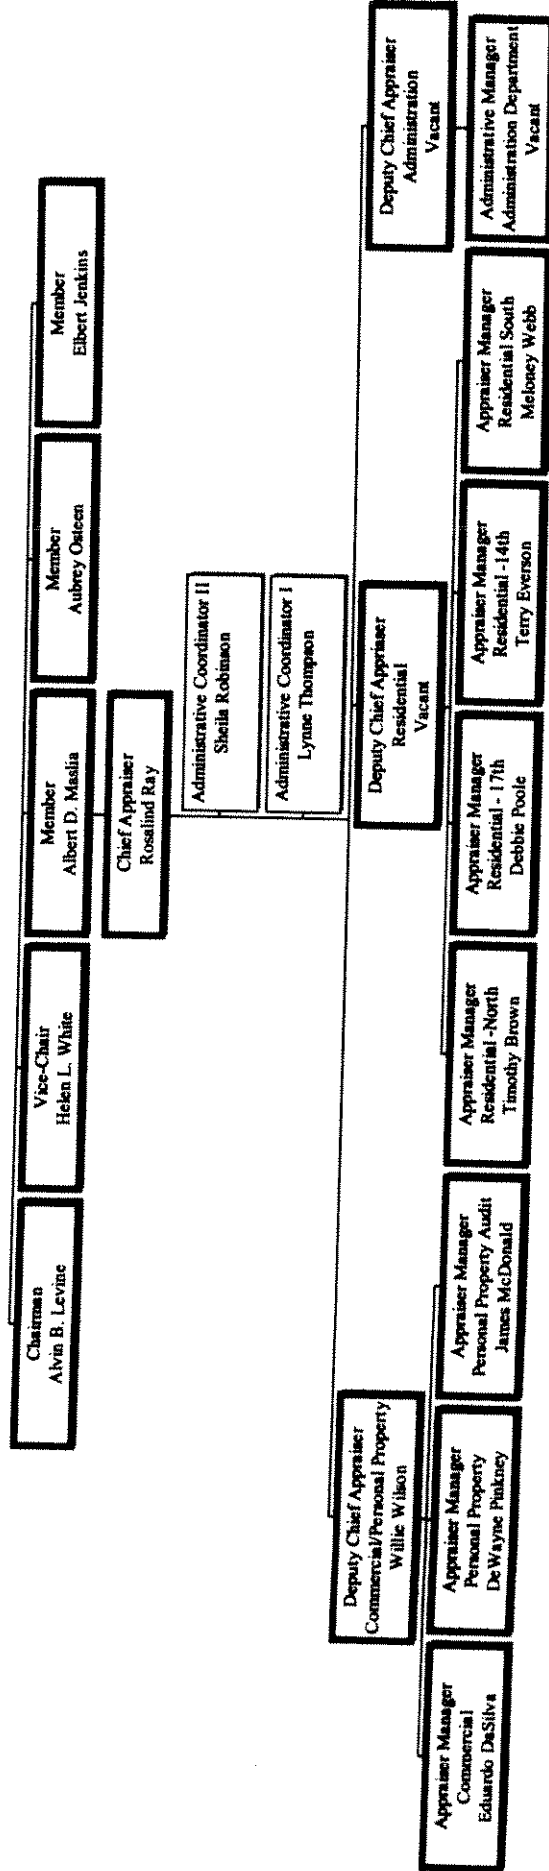 Chairman
Alvin B. Levine
Vice-Chair
Helen L. White
Member
Albert D. Maslia
Member
Aubrey Osteen
Member
Elbert Jenkins
Chief Appraiser
Rosalind Ray
Administrative Coordinator II
Sheila Robinson
Administrative Coordinator I
Lynne Thompson
Deputy Chief Appraiser
Commercial/Personal Property
Willie Wilson
Deputy Chief Appriaser
Residential
Vacant
Deputy Chief Appraiser
Administration
Vacant
Appraiser Manager
Commercial
Eduardo DaSilva
Appraiser Manager
Personal Property
DeWayne Pinkney
Appraiser Manager
Personal Property Audit
James McDonald
Appraiser Manager
Residential -North
Timothy Brown
Appraiser Manager
Residential - 17th
Debbie Poole
Appraiser Manager
Residential -14th
Terry Everson
Appraiser Manager
Residential South
Meloney Webb
Administrative Manager
Administration Department
Vacant